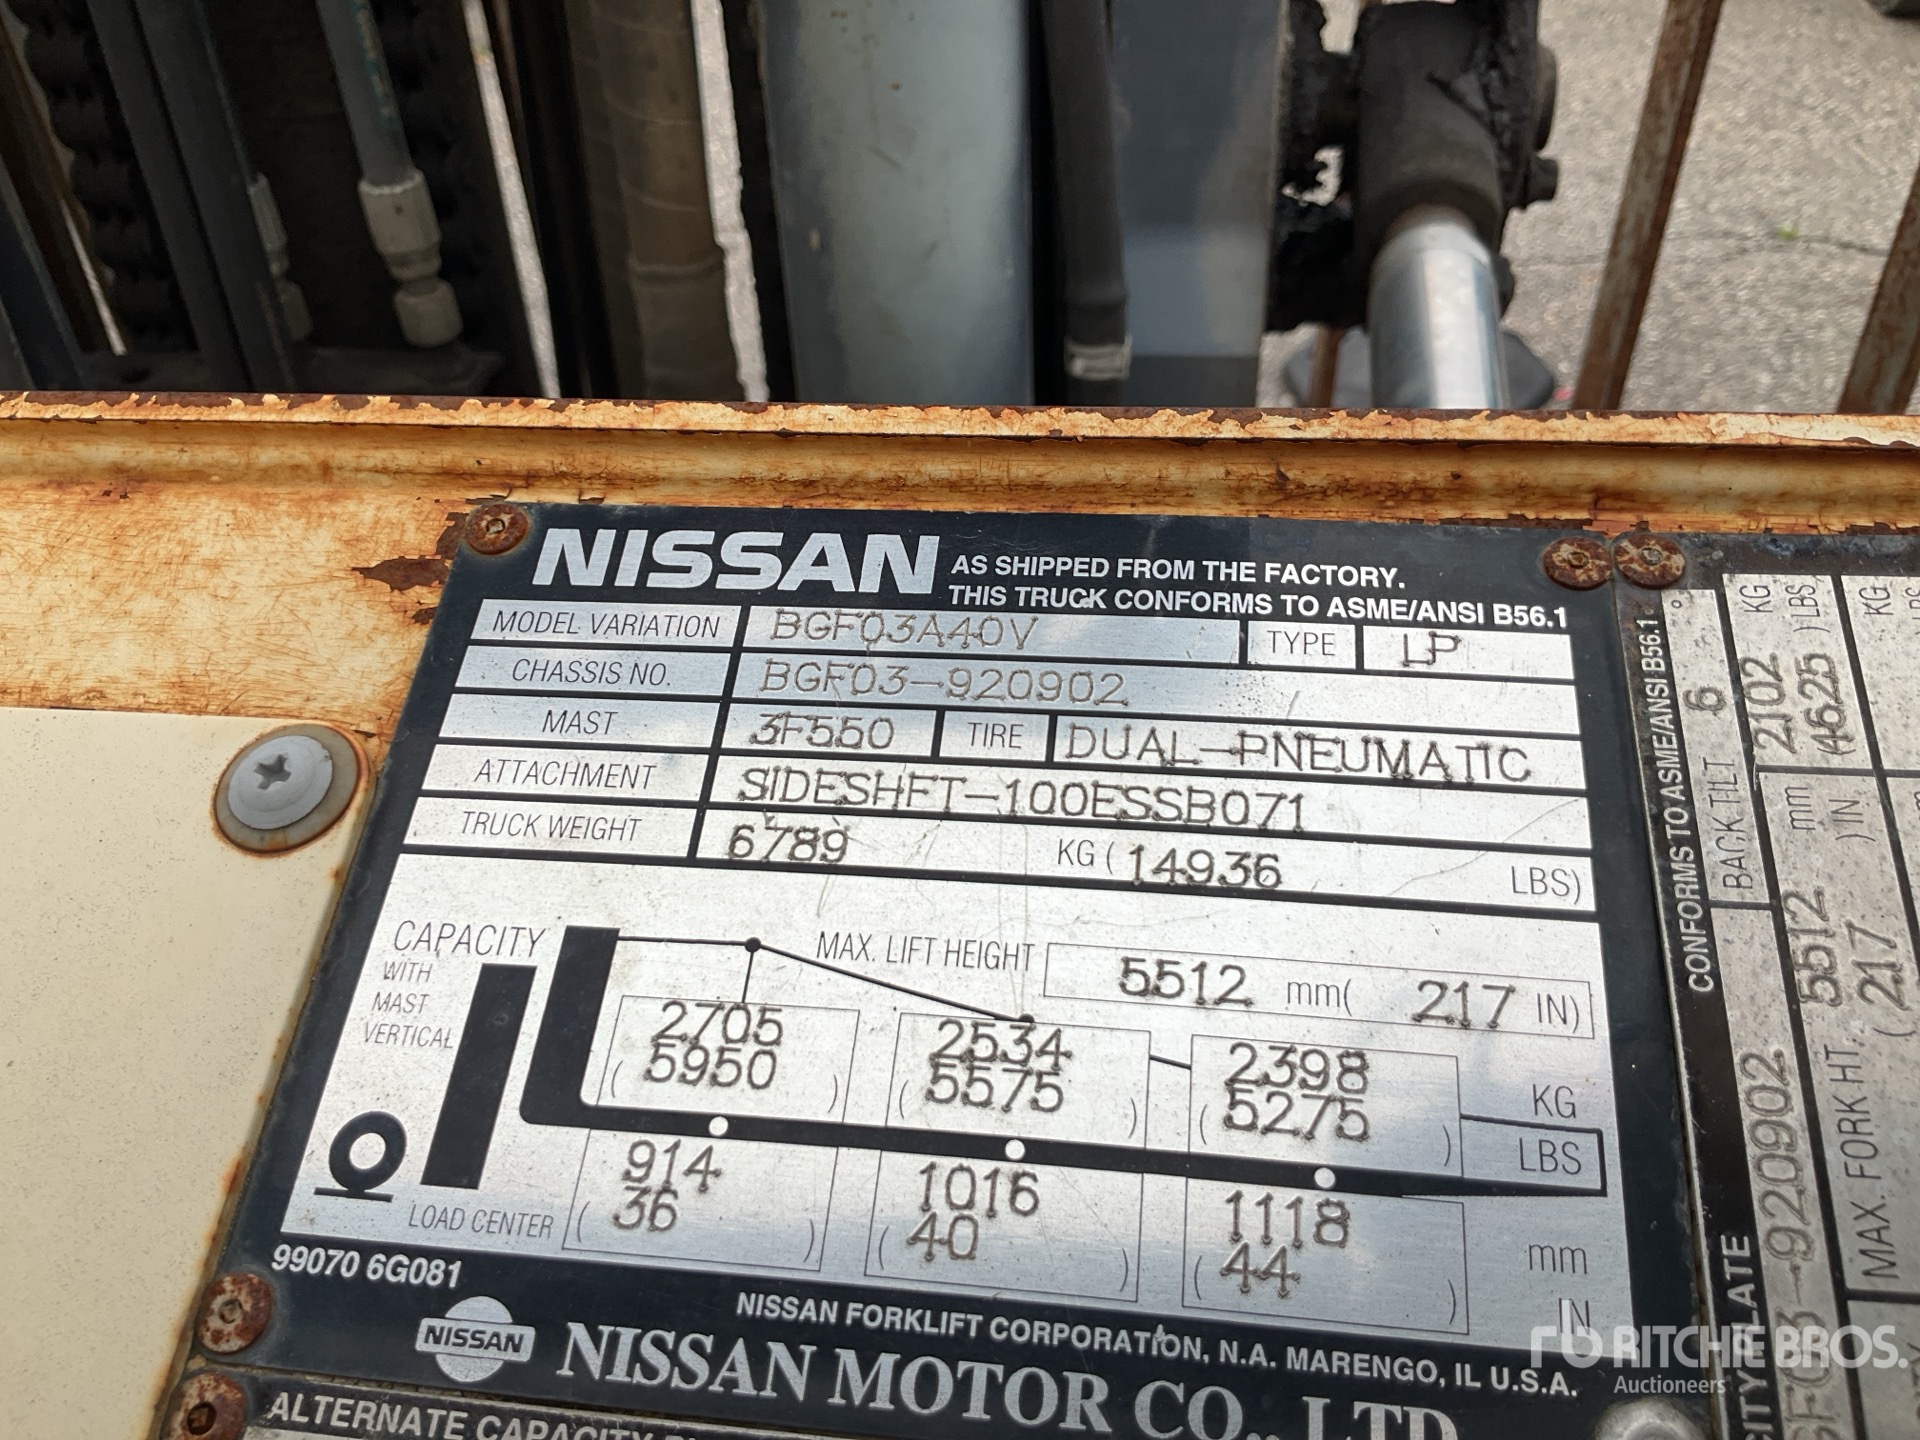 NISSAN AS SHIPPED FROM THE FACTORY.
THIS TRUCK CONFORMS TO ASME/ANSI B56.1
MODEL VARIATION BGF03A40V TYPE LP
CHASSIS NO. BGF03-920902
MAST 3F550 TIRE DUAL-PNEUMATIC
ATTACHMENT SIDESHFT-100ESSB071
TRUCK WEIGHT 6789 KG (14936 LBS)
CAPACITY
WITH
MAST
VERTICAL
MAX. LIFT HEIGHT 5512 mm( 217 IN)
2705 2534 2398 KG
(5950) (5575) (5275) LBS
914 1016 1118 mm
LOAD CENTER (36) (40) (44) IN
99070 6G081
NISSAN FORKLIFT CORPORATION, N.A. MARENGO, IL U.S.A.
NISSAN NISSAN MOTOR CO., LTD.
ALTERNATE CAPACITY
CONFORMS TO ASME/ANSI B56.1
BACK TILT 6°
2102 KG
(4625) LBS
KG
LBS
920902
5512 mm
MAX. FORK HT. (217) IN
RITCHIE BROS.
Auctioneers